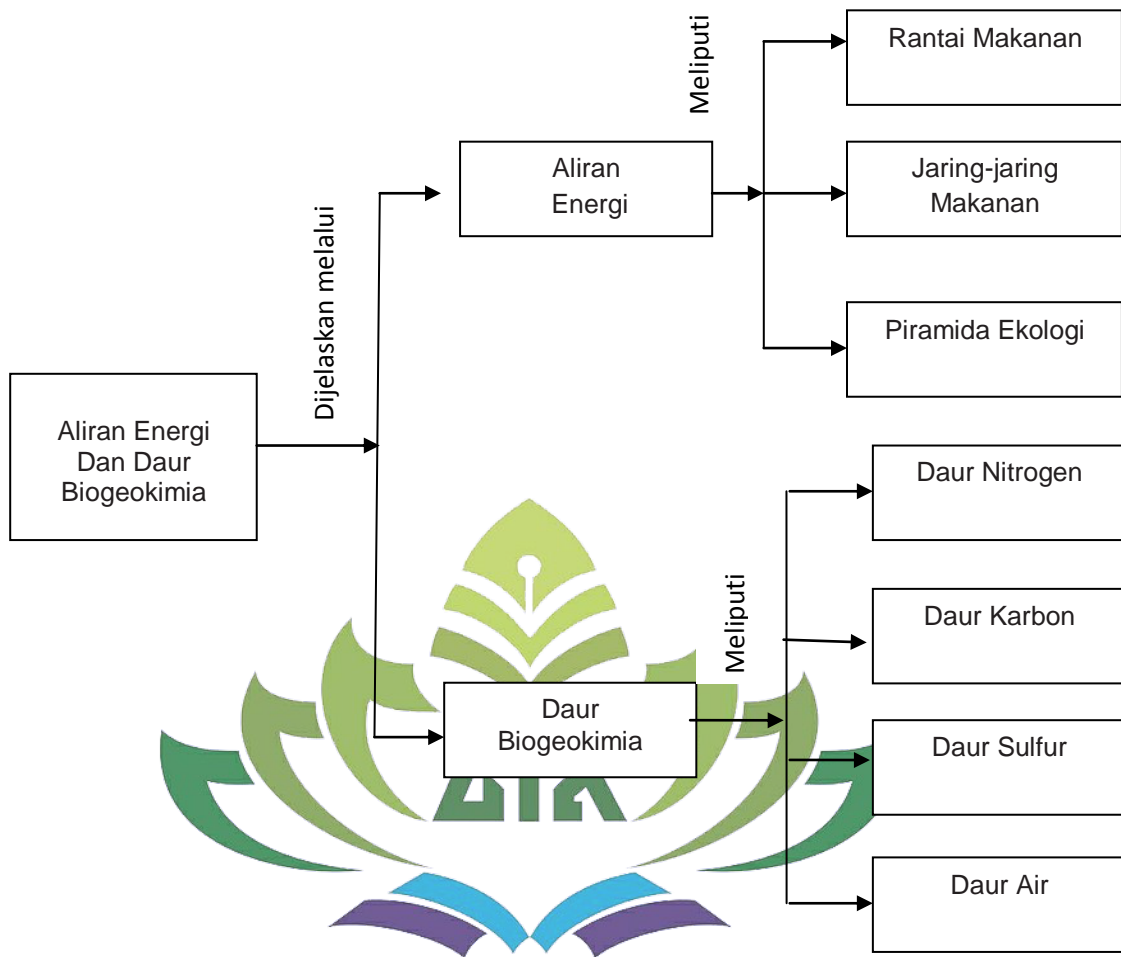 Aliran Energi
Dan Daur
Biogeokimia
Dijelaskan melalui
Aliran
Energi
Meliputi
Rantai Makanan
Jaring-jaring
Makanan
Piramida Ekologi
Daur
Biogeokimia
Meliputi
Daur Nitrogen
Daur Karbon
Daur Sulfur
Daur Air